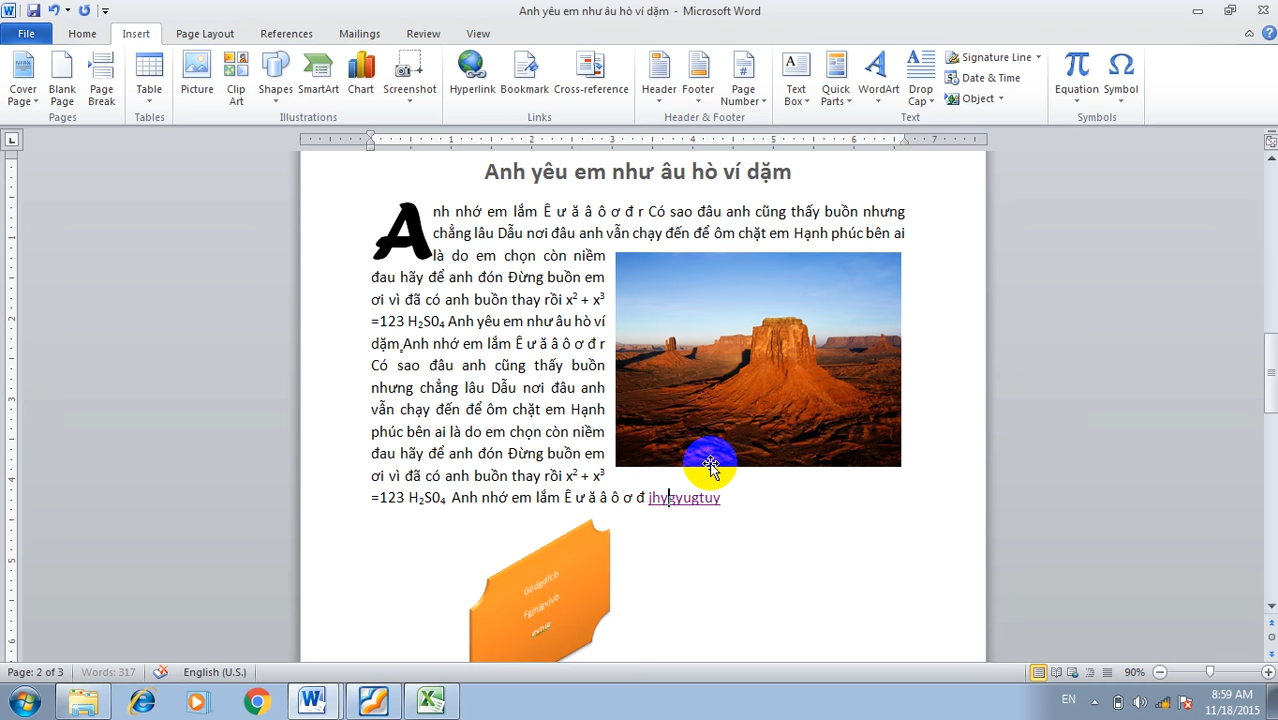 Anh yêu em như âu hò ví dặm - Microsoft Word
File Home Insert Page Layout References Mailings Review View
Cover Page Blank Page Page Break Table Picture Clip Art Shapes SmartArt Chart Screenshot Hyperlink Bookmark Cross-reference Header Footer Page Number Text Box Quick Parts WordArt Drop Cap Signature Line Date & Time Object Equation Symbol
Pages Tables Illustrations Links Header & Footer Text Symbols
1 2 3 4 5 6 7
Anh yêu em như âu hò ví dặm
Anh nhớ em lắm Ê ư ă â ô ơ đ r Có sao đâu anh cũng thấy buồn nhưng
chẳng lâu Dẫu nơi đâu anh vẫn chạy đến để ôm chặt em Hạnh phúc bên ai
là do em chọn còn niềm
đau hãy để anh đón Đừng buồn em
ơi vì đã có anh buồn thay rồi x² + x³
=123 H₂S0₄ Anh yêu em như âu hò ví
dặm Anh nhớ em lắm Ê ư ă â ô ơ đ r
Có sao đâu anh cũng thấy buồn
nhưng chẳng lâu Dẫu nơi đâu anh
vẫn chạy đến để ôm chặt em Hạnh
phúc bên ai là do em chọn còn niềm
đau hãy để anh đón Đừng buồn em
ơi vì đã có anh buồn thay rồi x² + x³
=123 H₂S0₄ Anh nhớ em lắm Ê ư ă â ô ơ đ jhygyugtuy
Page: 2 of 3 Words: 317 English (U.S.) 90%
EN 8:59 AM
11/18/2015